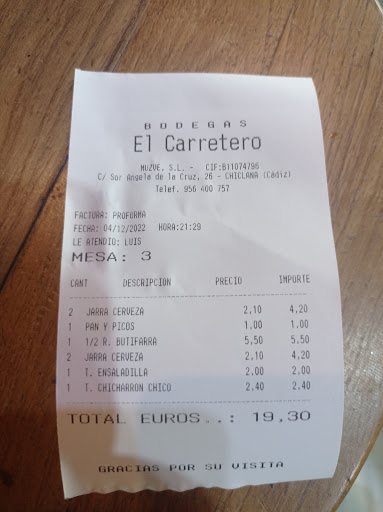 BODEGAS
El Carretero
MUZVE, S.L. - CIF:B11074796
C/ Sor Angela de la Cruz, 26 - CHICLANA (Cádiz)
Telef. 956 400 757
FACTURA: PROFORMA
FECHA: 04/12/2022 HORA:21:29
LE ATENDIO: LUIS
MESA: 3
CANT DESCRIPCION PRECIO IMPORTE
2 JARRA CERVEZA 2,10 4,20
1 PAN Y PICOS 1,00 1,00
1 1/2 R. BUTIFARRA 5,50 5,50
2 JARRA CERVEZA 2,10 4,20
1 T. ENSALADILLA 2,00 2,00
1 T. CHICHARRON CHICO 2,40 2,40
TOTAL EUROS..: 19,30
GRACIAS POR SU VISITA